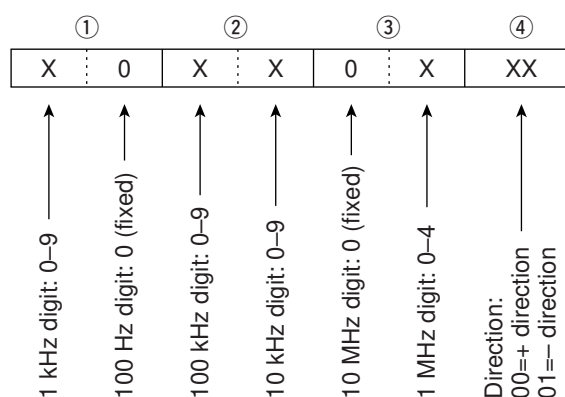 ① ② ③ ④
X 0 X X 0 X XX
1 kHz digit: 0–9
100 Hz digit: 0 (fixed)
100 kHz digit: 0–9
10 kHz digit: 0–9
10 MHz digit: 0 (fixed)
1 MHz digit: 0–4
Direction:
00=+ direction
01=– direction